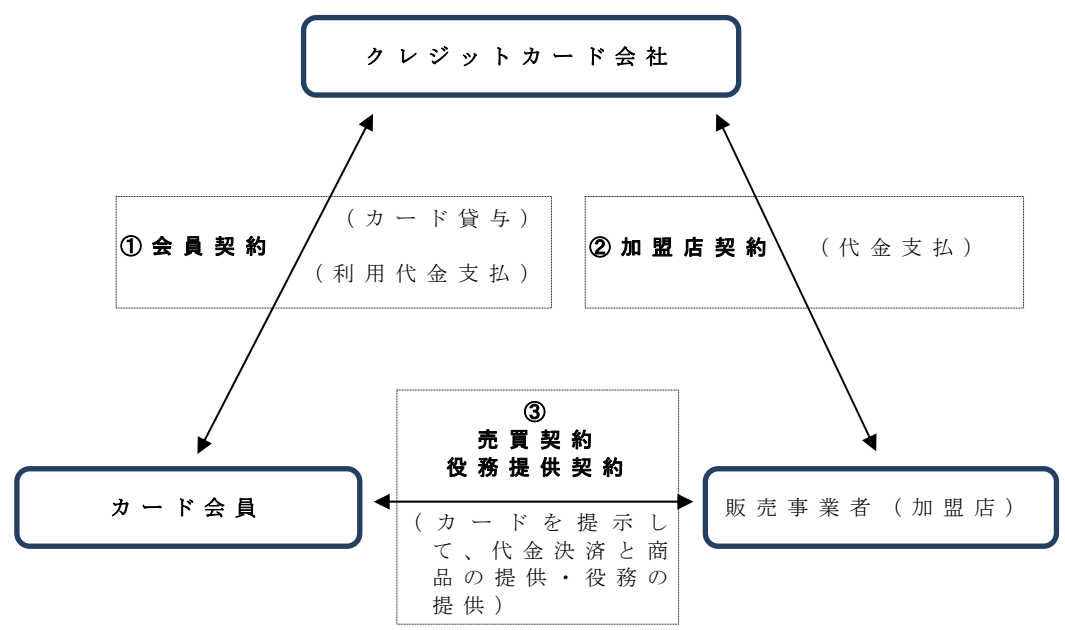 クレジットカード会社
（カード貸与）
①会員契約
（利用代金支払）
②加盟店契約 （代金支払）
③
売買契約
役務提供契約
カード会員
販売事業者（加盟店）
（カードを提示し
て、代金決済と商
品の提供・役務の
提供）